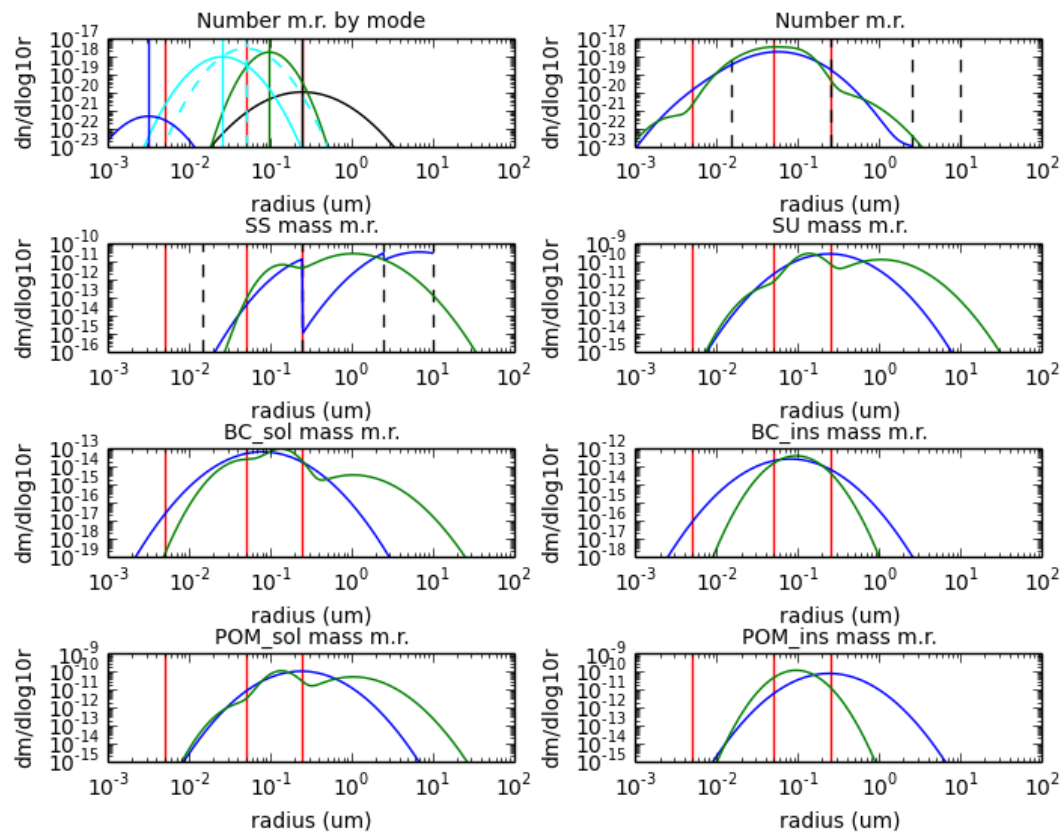 Number m.r. by mode
dn/dlog10r
10^-17
10^-18
10^-19
10^-20
10^-21
10^-22
10^-23
10^-3 10^-2 10^-1 10^0 10^1 10^2
radius (um)
Number m.r.
dn/dlog10r
10^-17
10^-18
10^-19
10^-20
10^-21
10^-22
10^-23
10^-3 10^-2 10^-1 10^0 10^1 10^2
radius (um)
SS mass m.r.
dm/dlog10r
10^-10
10^-11
10^-12
10^-13
10^-14
10^-15
10^-16
10^-3 10^-2 10^-1 10^0 10^1 10^2
radius (um)
SU mass m.r.
dm/dlog10r
10^-9
10^-10
10^-11
10^-12
10^-13
10^-14
10^-15
10^-16
10^-3 10^-2 10^-1 10^0 10^1 10^2
radius (um)
BC_sol mass m.r.
dm/dlog10r
10^-13
10^-14
10^-15
10^-16
10^-17
10^-18
10^-3 10^-2 10^-1 10^0 10^1 10^2
radius (um)
BC_ins mass m.r.
dm/dlog10r
10^-12
10^-13
10^-14
10^-15
10^-16
10^-17
10^-18
10^-3 10^-2 10^-1 10^0 10^1 10^2
radius (um)
POM_sol mass m.r.
dm/dlog10r
10^-9
10^-10
10^-11
10^-12
10^-13
10^-14
10^-15
10^-3 10^-2 10^-1 10^0 10^1 10^2
radius (um)
POM_ins mass m.r.
dm/dlog10r
10^-9
10^-10
10^-11
10^-12
10^-13
10^-14
10^-15
10^-3 10^-2 10^-1 10^0 10^1 10^2
radius (um)